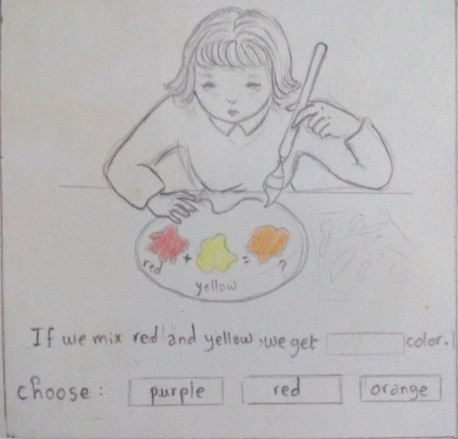 red + = ?
yellow
If we mix red and yellow, we get color.
choose: purple red orange